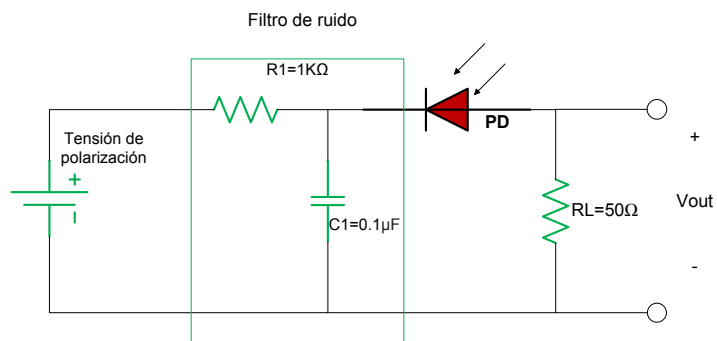 Filtro de ruido
R1=1KΩ
Tensión de
polarización
+
PD
C1=0.1µF
RL=50Ω
+
Vout
-